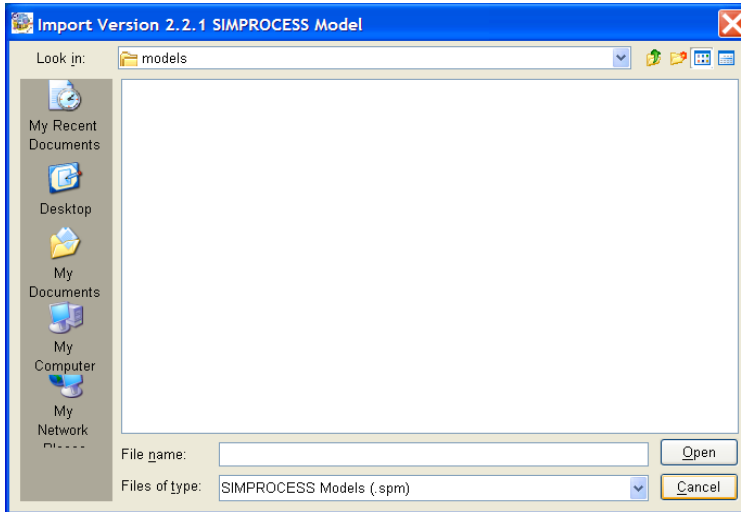 Import Version 2.2.1 SIMPROCESS Model
Look in:
models
My Recent
Documents
Desktop
My
Documents
My
Computer
My
Network
File name:
Open
Files of type:
SIMPROCESS Models (.spm)
Cancel